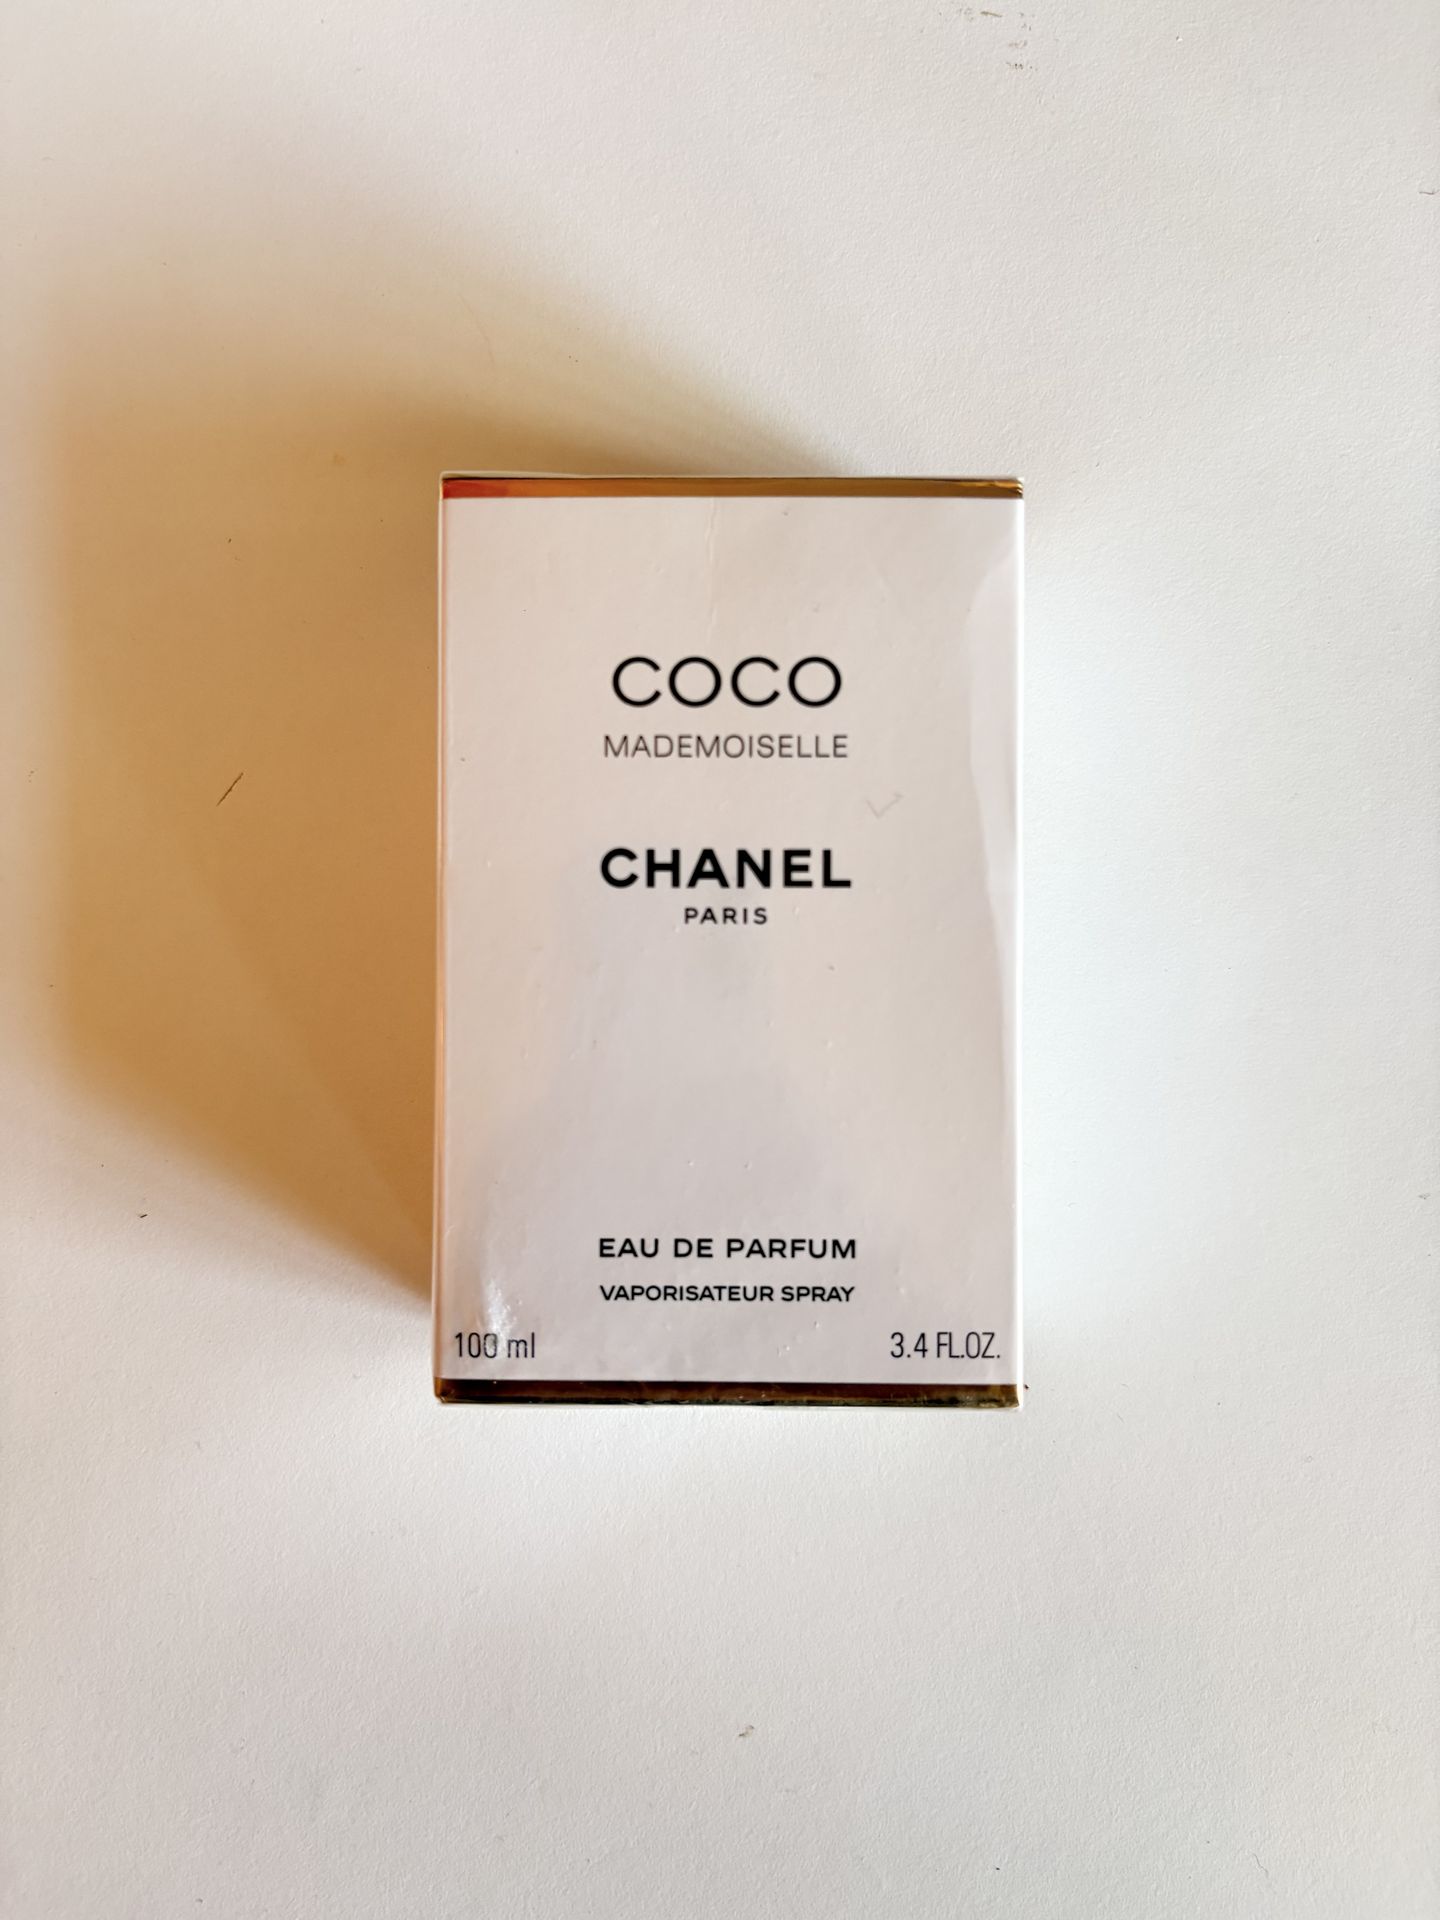 COCO
MADEMOISELLE
CHANEL
PARIS
EAU DE PARFUM
VAPORISATEUR SPRAY
100 ml 3.4 FL.OZ.